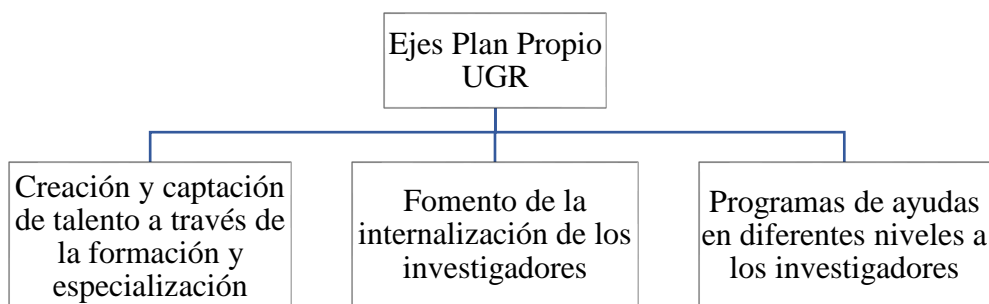 Ejes Plan Propio
UGR
Creación y captación
de talento a través de
la formación y
especialización
Fomento de la
internalización de los
investigadores
Programas de ayudas
en diferentes niveles a
los investigadores